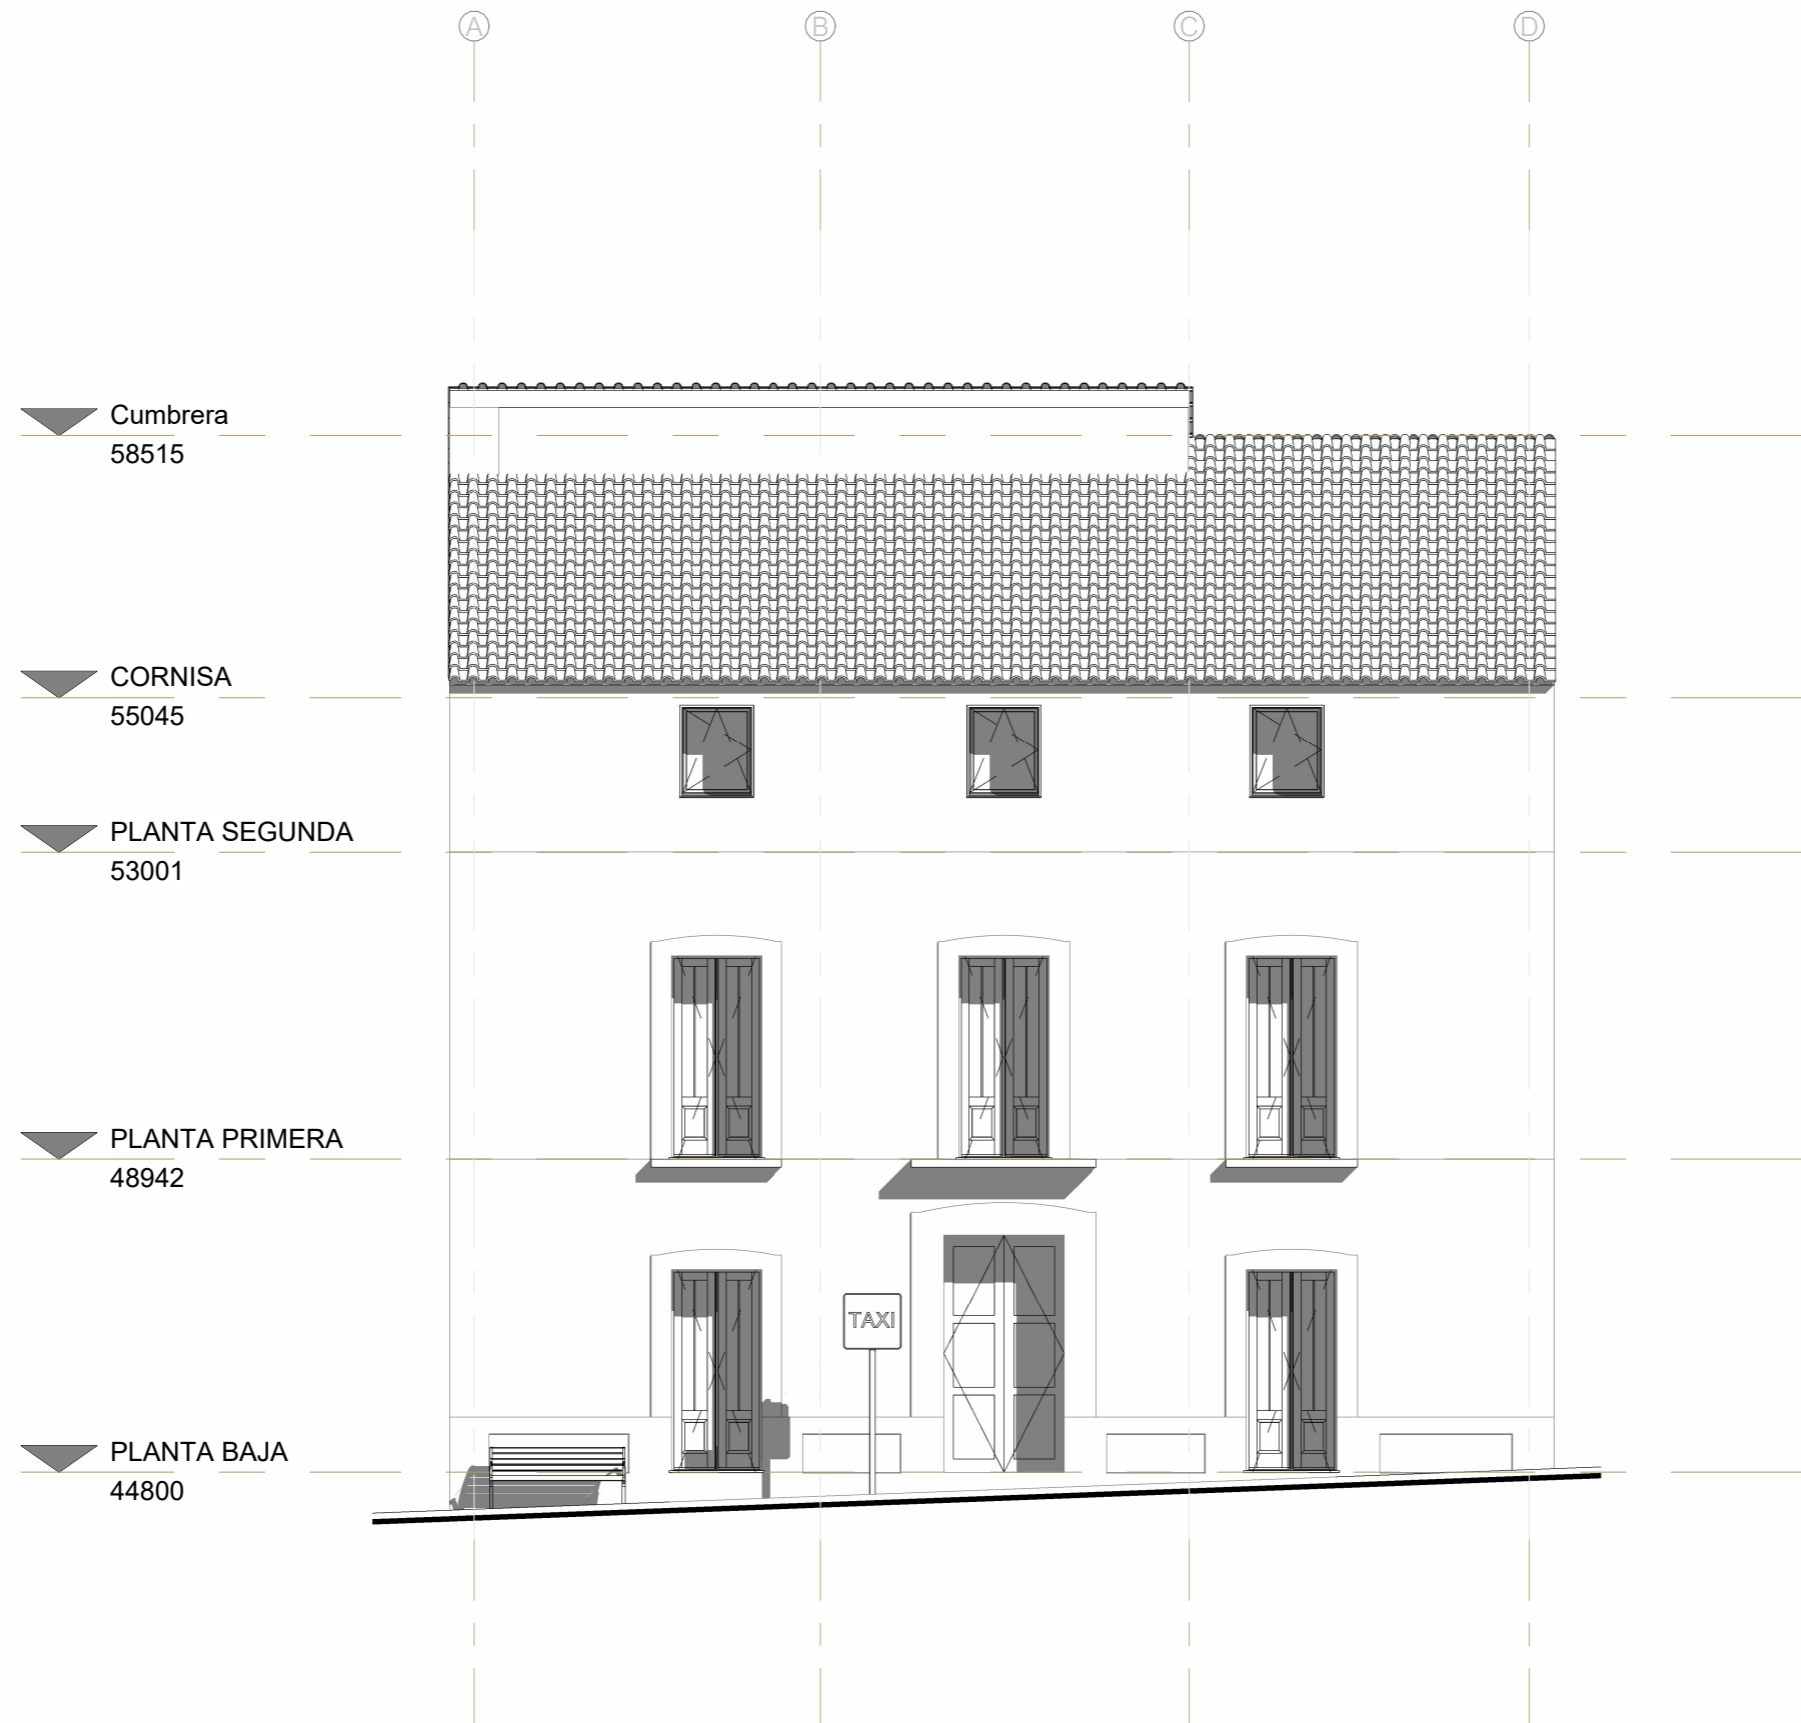 A B C D
Cumbrera
58515
CORNISA
55045
PLANTA SEGUNDA
53001
PLANTA PRIMERA
48942
TAXI
PLANTA BAJA
44800